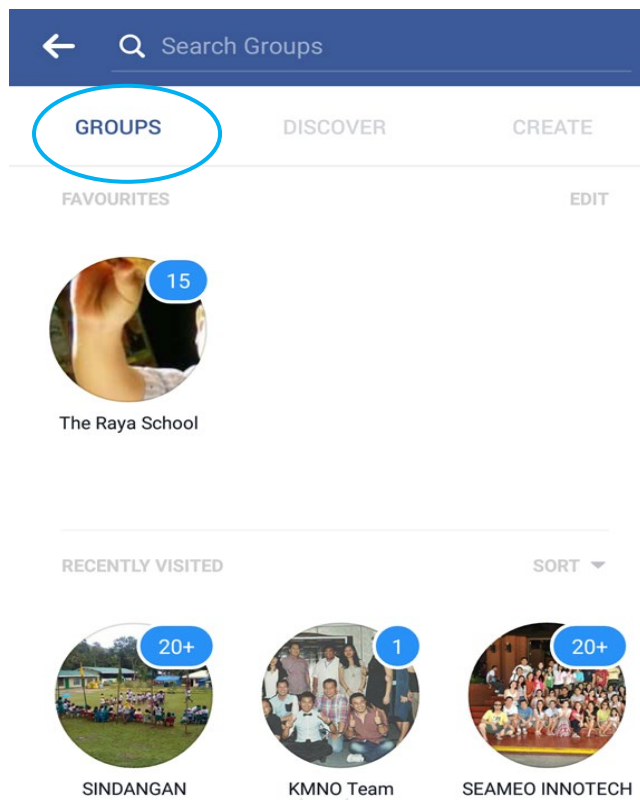 Search Groups
GROUPS DISCOVER CREATE
FAVOURITES EDIT
15
The Raya School
RECENTLY VISITED SORT
20+ 1 20+
SINDANGAN KMNO Team SEAMEO INNOTECH